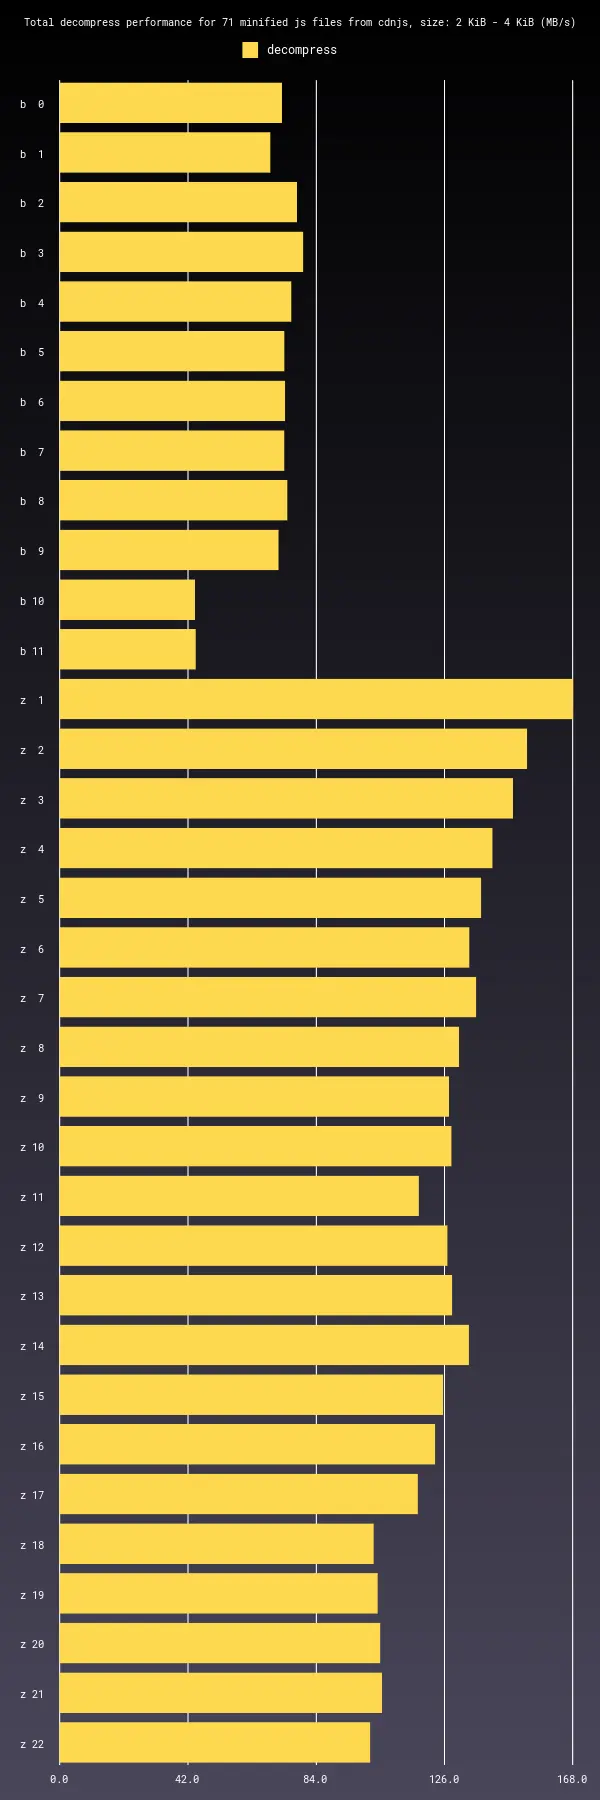 Total decompress performance for 71 minified js files from cdnjs, size: 2 KiB - 4 KiB (MB/s)
decompress
b 0
b 1
b 2
b 3
b 4
b 5
b 6
b 7
b 8
b 9
b 10
b 11
z 1
z 2
z 3
z 4
z 5
z 6
z 7
z 8
z 9
z 10
z 11
z 12
z 13
z 14
z 15
z 16
z 17
z 18
z 19
z 20
z 21
z 22
0.0 42.0 84.0 126.0 168.0